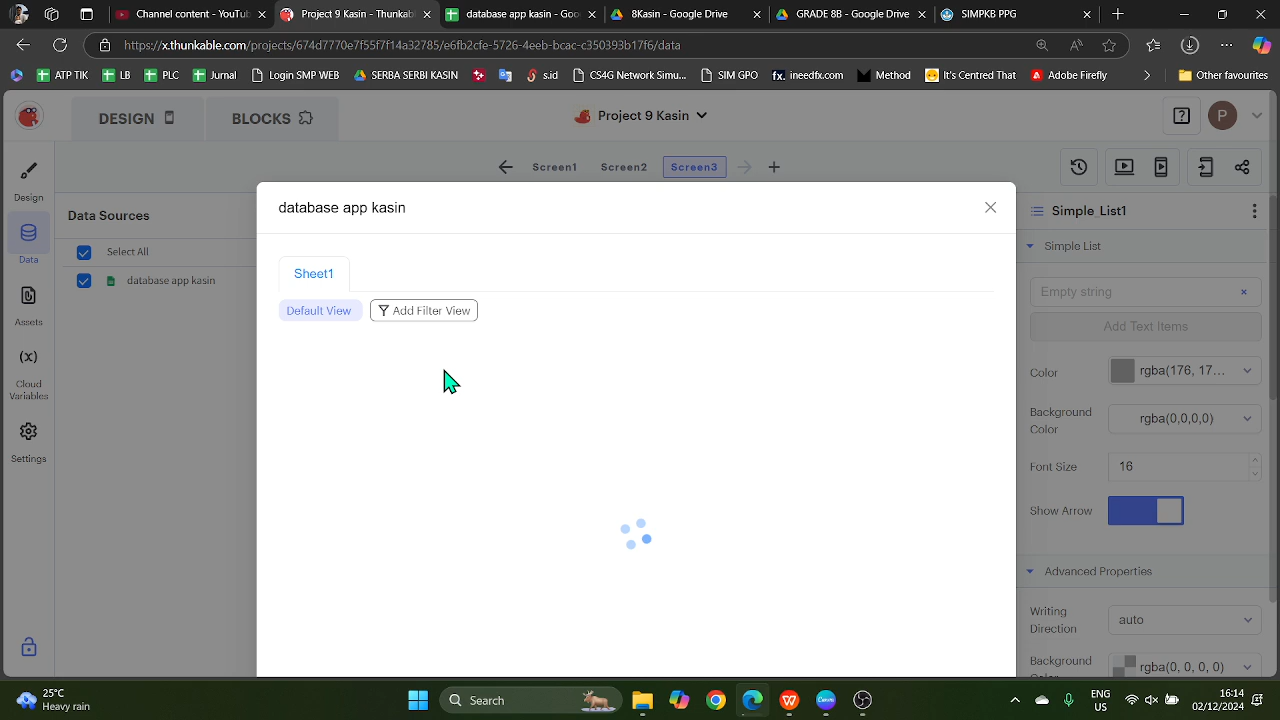 Channel content - YouTub
Project 9 Kasin - Thunkab
database app kasin - Goo
8Kasin - Google Drive
GRADE 8B - Google Drive
SIMPKB PPG
https://x.thunkable.com/projects/674d7770e7f55f7f14a32785/e6fb2cfe-5726-4eeb-bcac-c350393b17f6/data
ATP TIK
LB
PLC
Jurnal
Login SMP WEB
SERBA SERBI KASIN
sid
CS4G Network Simu...
SIM GPO
fx. ineedfx.com
Method
It's Centred That
Adobe Firefly
Other favourites
DESIGN
BLOCKS
Project 9 Kasin
P
Screen1
Screen2
Screen3
Design
Data
Assets
(x)
Cloud
Variables
Settings
Data Sources
Select All
database app kasin
database app kasin
Sheet1
Default View
Add Filter View
Simple_List1
Simple List
Empty string
Add Text Items
Color
rgba(176, 17...
Background
Color
rgba(0,0,0,0)
Font Size
16
Show Arrow
Advanced Properties
Writing
Direction
auto
Background
rgba(0, 0, 0, 0)
25°C
Heavy rain
Search
ENG
US
16:14
02/12/2024